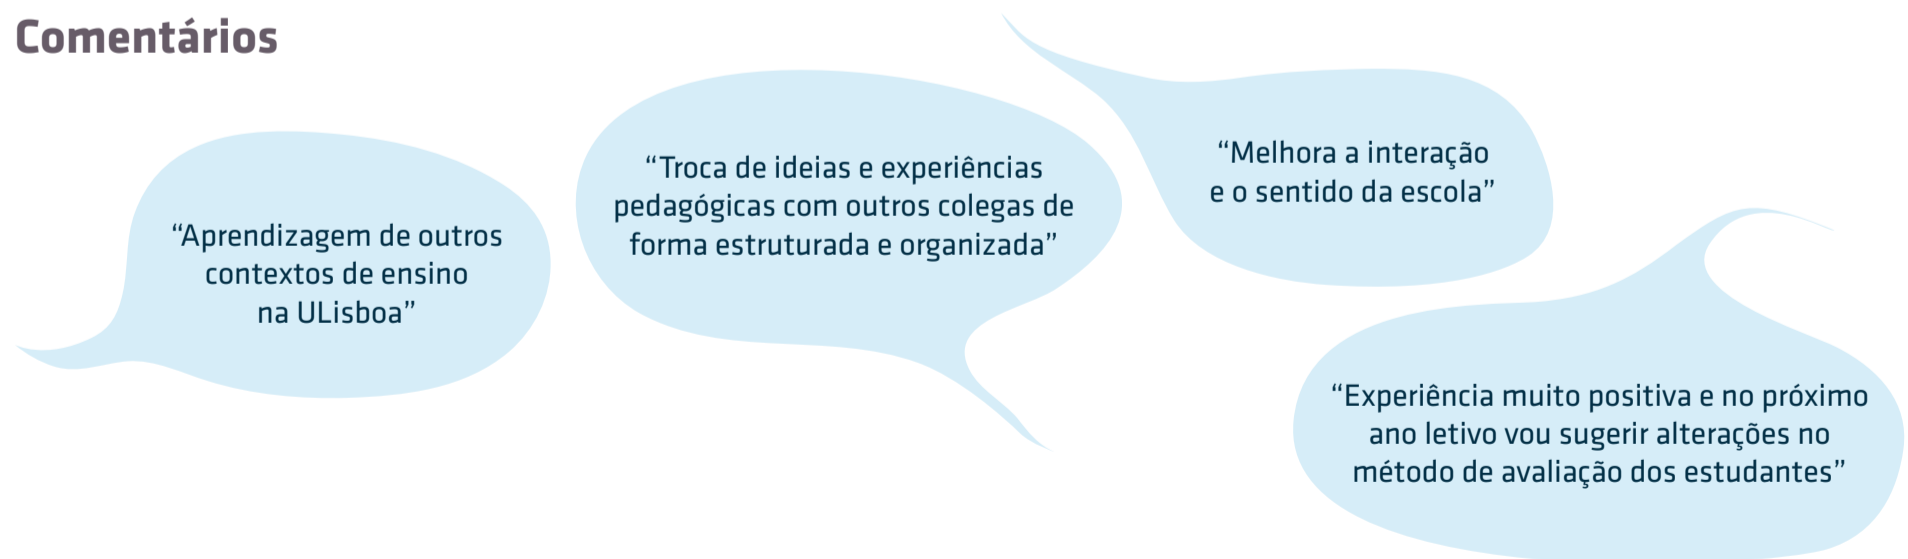 Comentários
“Aprendizagem de outros
contextos de ensino
na ULisboa”
“Troca de ideias e experiências
pedagógicas com outros colegas de
forma estruturada e organizada”
“Melhora a interação
e o sentido da escola”
“Experiência muito positiva e no próximo
ano letivo vou sugerir alterações no
método de avaliação dos estudantes”